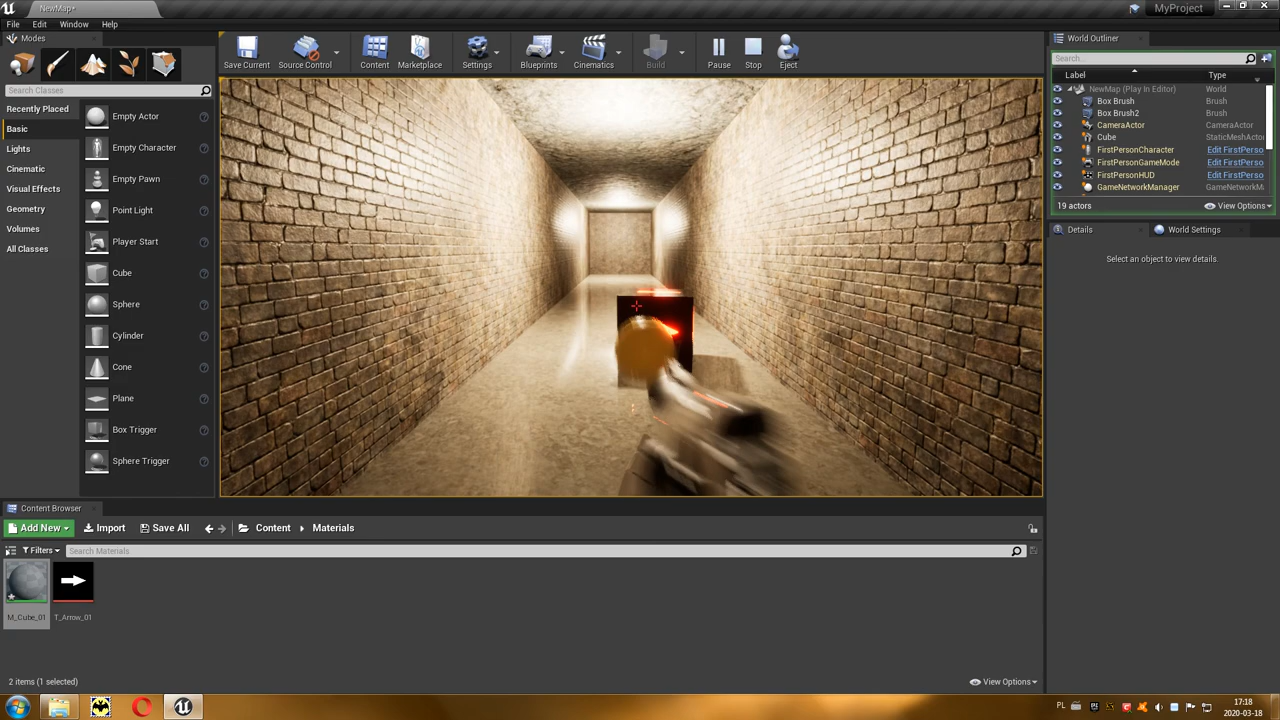 NewMap*
MyProject
File Edit Window Help
Modes
Search Classes
Recently Placed
Basic
Lights
Cinematic
Visual Effects
Geometry
Volumes
All Classes
Empty Actor
Empty Character
Empty Pawn
Point Light
Player Start
Cube
Sphere
Cylinder
Cone
Plane
Box Trigger
Sphere Trigger
Save Current
Source Control
Content
Marketplace
Settings
Blueprints
Cinematics
Build
Pause
Stop
Eject
World Outliner
Search...
Label Type
NewMap (Play In Editor) World
Box Brush Brush
Box Brush2 Brush
CameraActor CameraActor
Cube StaticMeshActor
FirstPersonCharacter Edit FirstPerso
FirstPersonGameMode Edit FirstPerso
FirstPersonHUD Edit FirstPerso
GameNetworkManager GameNetworkM
19 actors View Options
Details World Settings
Select an object to view details.
Content Browser
Add New Import Save All Content Materials
Filters Search Materials
M_Cube_01 T_Arrow_01
2 items (1 selected) View Options
PL 17:18
2020-03-18